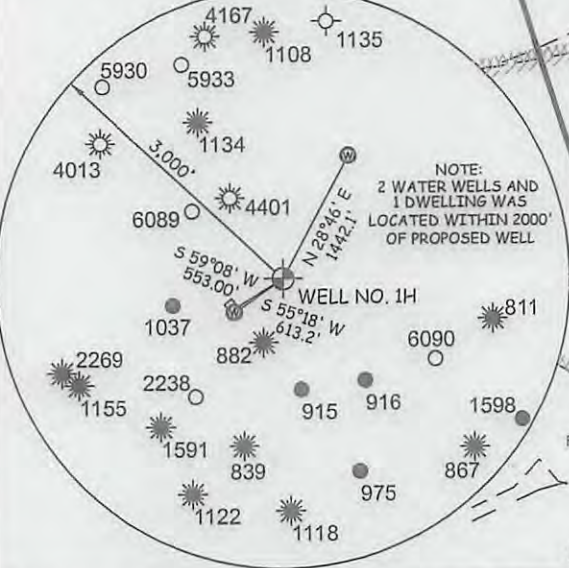 4167
1108
1135
5930
5933
1134
4013
3,000'
4401
6089
N 28°46' E
1442.1'
NOTE:
2 WATER WELLS AND
1 DWELLING WAS
LOCATED WITHIN 2000'
OF PROPOSED WELL
S 59°08' W
553.00'
W
W
WELL NO. 1H
S 55°18' W
613.2'
1037
882
811
6090
2269
1155
2238
915
916
1598
1591
839
867
975
1122
1118